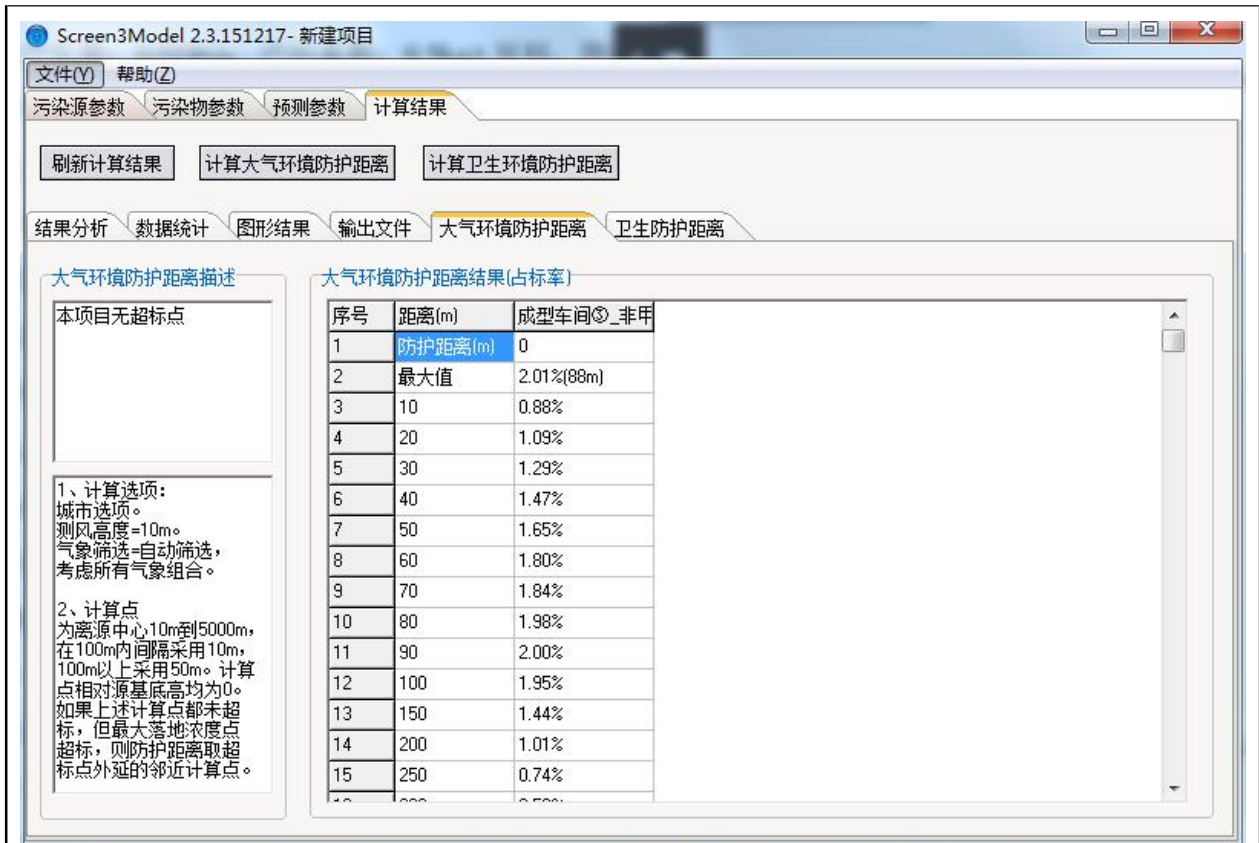 Screen3Model 2.3.151217- 新建项目
文件(Y) 帮助(Z)
污染源参数 污染物参数 预测参数 计算结果
刷新计算结果 计算大气环境防护距离 计算卫生环境防护距离
结果分析 数据统计 图形结果 输出文件 大气环境防护距离 卫生防护距离
大气环境防护距离描述
本项目无超标点
1、计算选项：
城市选项。
测风高度=10m。
气象筛选=自动筛选，
考虑所有气象组合。
2、计算点
为离源中心10m到5000m，
在100m内间隔采用10m，
100m以上采用50m。计算
点相对源基底高均为0。
如果上述计算点都未超
标，但最大落地浓度点
超标，则防护距离取超
标点外延的邻近计算点。
大气环境防护距离结果(占标率)
序号 距离(m) 成型车间③_非甲
1 防护距离(m) 0
2 最大值 2.01%(88m)
3 10 0.88%
4 20 1.09%
5 30 1.29%
6 40 1.47%
7 50 1.65%
8 60 1.80%
9 70 1.84%
10 80 1.98%
11 90 2.00%
12 100 1.95%
13 150 1.44%
14 200 1.01%
15 250 0.74%